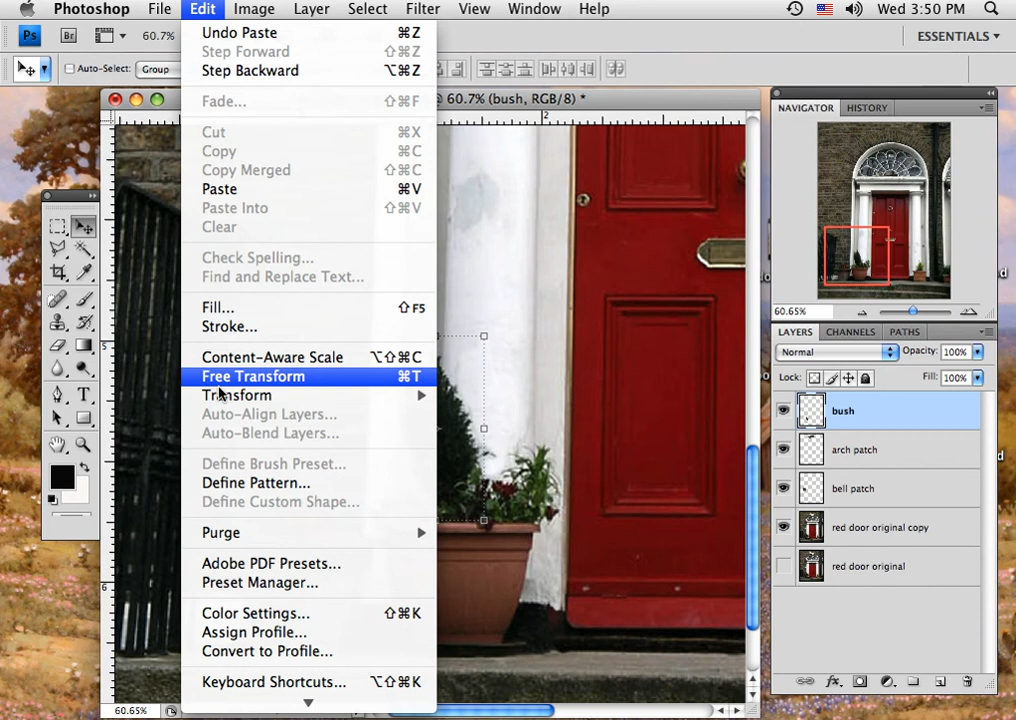 Photoshop File Edit Image Layer Select Filter View Window Help Wed 3:50 PM
Ps Br 60.7% ESSENTIALS
Auto-Select: Group
@ 60.7% (bush, RGB/8) *
2
5
6
Undo Paste ⌘Z
Step Forward ⇧⌘Z
Step Backward ⌥⌘Z
Fade... ⇧⌘F
Cut ⌘X
Copy ⌘C
Copy Merged ⇧⌘C
Paste ⌘V
Paste Into ⇧⌘V
Clear
Check Spelling...
Find and Replace Text...
Fill... ⇧F5
Stroke...
Content-Aware Scale ⌥⇧⌘C
Free Transform ⌘T
Transform
Auto-Align Layers...
Auto-Blend Layers...
Define Brush Preset...
Define Pattern...
Define Custom Shape...
Purge
Adobe PDF Presets...
Preset Manager...
Color Settings... ⇧⌘K
Assign Profile...
Convert to Profile...
Keyboard Shortcuts... ⌥⇧⌘K
60.65%
NAVIGATOR HISTORY
60.65%
LAYERS CHANNELS PATHS
Normal Opacity: 100%
Lock: Fill: 100%
bush
arch patch
bell patch
red door original copy
red door original
fx